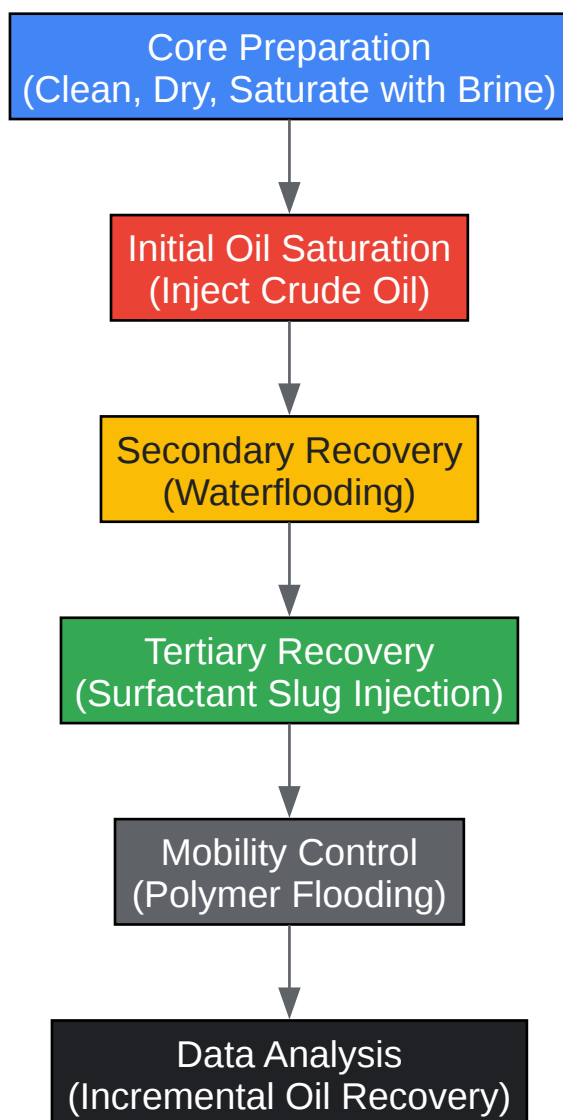 Core Preparation
(Clean, Dry, Saturate with Brine)
Initial Oil Saturation
(Inject Crude Oil)
Secondary Recovery
(Waterflooding)
Tertiary Recovery
(Surfactant Slug Injection)
Mobility Control
(Polymer Flooding)
Data Analysis
(Incremental Oil Recovery)